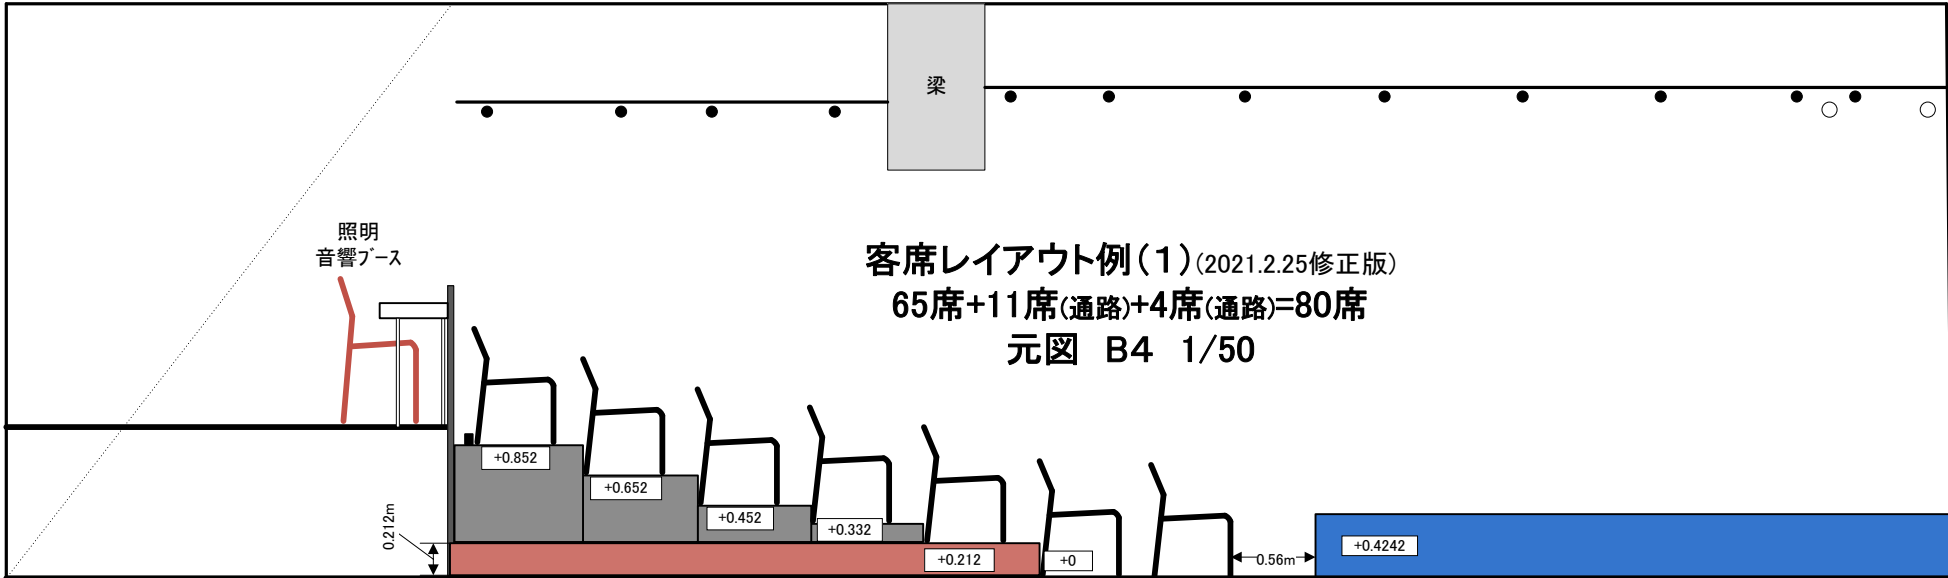 梁
照明
音響ブース
客席レイアウト例(1)(2021.2.25修正版)
65席+11席(通路)+4席(通路)=80席
元図 B4 1/50
+0.852
+0.652
+0.452
+0.332
+0.212
+0
0.56m
+0.4242
0.212m